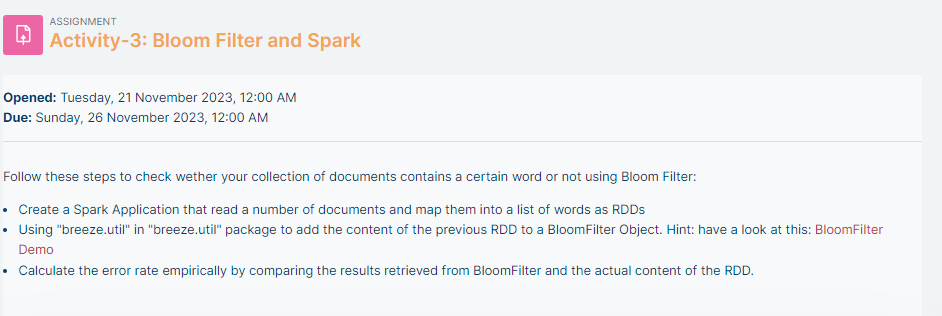 ASSIGNMENT
Activity-3: Bloom Filter and Spark
Opened: Tuesday, 21 November 2023, 12:00 AM
Due: Sunday, 26 November 2023, 12:00 AM
Follow these steps to check wether your collection of documents contains a certain word or not using Bloom Filter:
• Create a Spark Application that read a number of documents and map them into a list of words as RDDs
• Using "breeze.util" in "breeze.util" package to add the content of the previous RDD to a BloomFilter Object. Hint: have a look at this: BloomFilter
Demo
• Calculate the error rate empirically by comparing the results retrieved from BloomFilter and the actual content of the RDD.